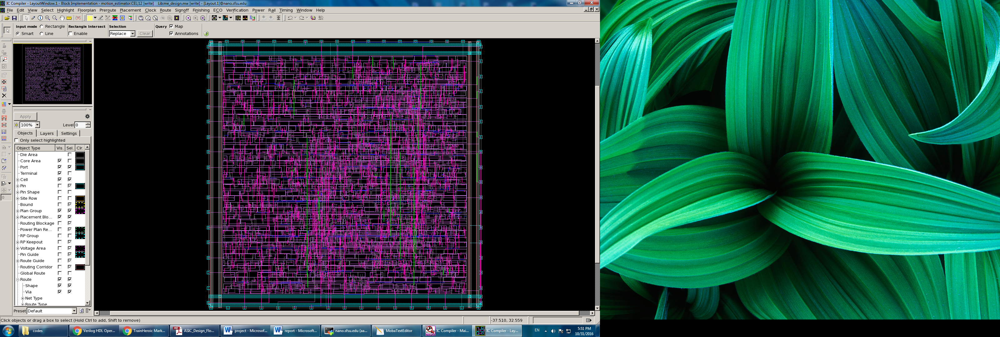 IC Compiler - LayoutWindow.1 - Block Implementation - motion_estimator.CEL;12 [write]    Lib:me_design.mw [write] - [Layout.1]@nano.sfsu.edu
File Edit View Select Highlight Floorplan Preroute Placement Clock Route Signoff Finishing ECO Verification Power Rail Timing Window Help
Input mode Rectangle Rectangle Intersect Selection Query Map
Smart Line Enable Replace Clear Annotations
Apply
100% Level 0
Objects Layers Settings
Only select highlighted
Object Type Vis. Sel. Clr.
Die Area
Core Area
Port
Terminal
Cell
Pin
Pin Shape
Site Row
0
Bound
Plan Group
Placement Blo...
Routing Blockage
Power Plan Re...
RP Group
RP Keepout
Voltage Area
Pin Guide
Route Guide
Routing Corridor
Global Route
Route
Shape
Via
Net Type
Route Type
Preset Default
Click objects or drag a box to select (Hold Ctrl to add, Shift to remove) -37.510, 32.559
codes Verilog HDL Oper... TrainHeroic Mark... ASIC_Design_Flo... project - Microsof... report - Microsoft... nano.sfsu.edu (aa... MobaTextEditor IC Compiler - Mai... IC Compiler - Lay... EN 5:51 PM
10/31/2016